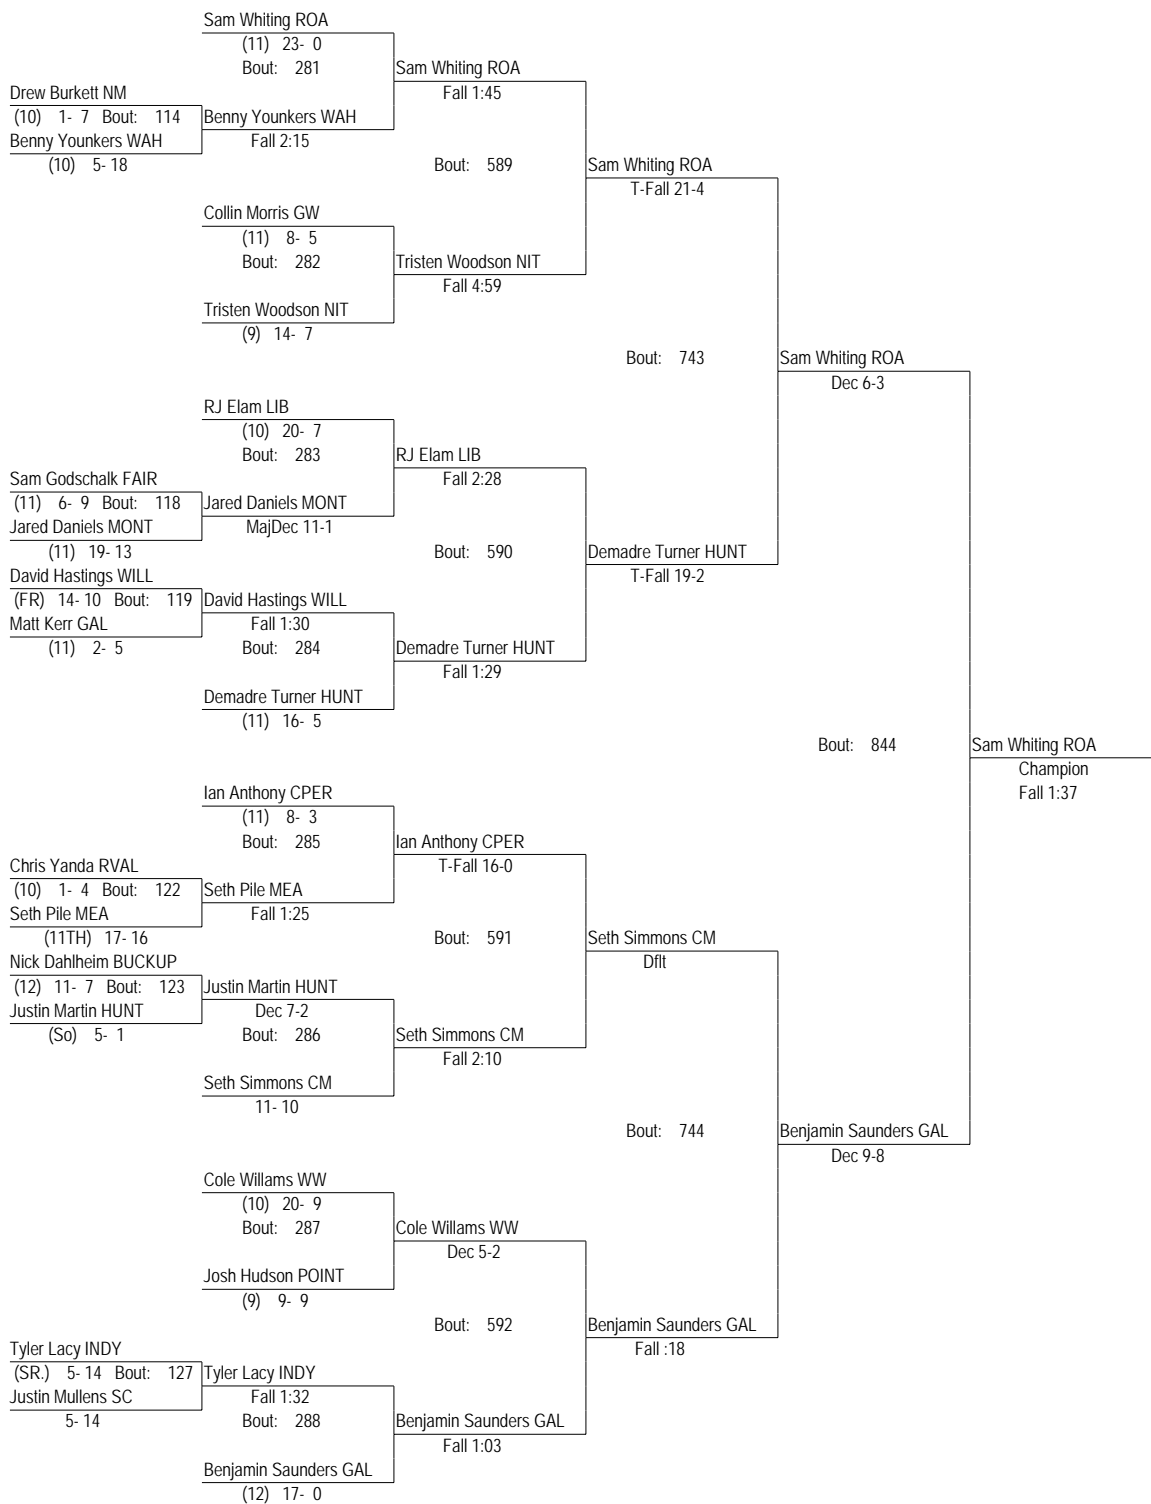 Sam Whiting ROA
(11) 23- 0
Bout: 281
Sam Whiting ROA
Fall 1:45
Drew Burkett NM
(10) 1- 7 Bout: 114
Benny Younkers WAH
Benny Younkers WAH
Fall 2:15
(10) 5- 18
Bout: 589
Sam Whiting ROA
T-Fall 21-4
Collin Morris GW
(11) 8- 5
Bout: 282
Tristen Woodson NIT
Fall 4:59
Tristen Woodson NIT
(9) 14- 7
Bout: 743
Sam Whiting ROA
Dec 6-3
RJ Elam LIB
(10) 20- 7
Bout: 283
RJ Elam LIB
Fall 2:28
Sam Godschalk FAIR
(11) 6- 9 Bout: 118
Jared Daniels MONT
Jared Daniels MONT
MajDec 11-1
(11) 19- 13
Bout: 590
Demadre Turner HUNT
T-Fall 19-2
David Hastings WILL
(FR) 14- 10 Bout: 119
David Hastings WILL
Matt Kerr GAL
Fall 1:30
(11) 2- 5
Bout: 284
Demadre Turner HUNT
Fall 1:29
Demadre Turner HUNT
(11) 16- 5
Bout: 844
Sam Whiting ROA
Champion
Fall 1:37
Ian Anthony CPER
(11) 8- 3
Bout: 285
Ian Anthony CPER
T-Fall 16-0
Chris Yanda RVAL
(10) 1- 4 Bout: 122
Seth Pile MEA
Seth Pile MEA
Fall 1:25
(11TH) 17- 16
Bout: 591
Seth Simmons CM
Dflt
Nick Dahlheim BUCKUP
(12) 11- 7 Bout: 123
Justin Martin HUNT
Justin Martin HUNT
Dec 7-2
(So) 5- 1
Bout: 286
Seth Simmons CM
Fall 2:10
Seth Simmons CM
11- 10
Bout: 744
Benjamin Saunders GAL
Dec 9-8
Cole Willams WW
(10) 20- 9
Bout: 287
Cole Willams WW
Dec 5-2
Josh Hudson POINT
(9) 9- 9
Bout: 592
Benjamin Saunders GAL
Fall :18
Tyler Lacy INDY
(SR.) 5- 14 Bout: 127
Tyler Lacy INDY
Justin Mullens SC
Fall 1:32
5- 14
Bout: 288
Benjamin Saunders GAL
Fall 1:03
Benjamin Saunders GAL
(12) 17- 0